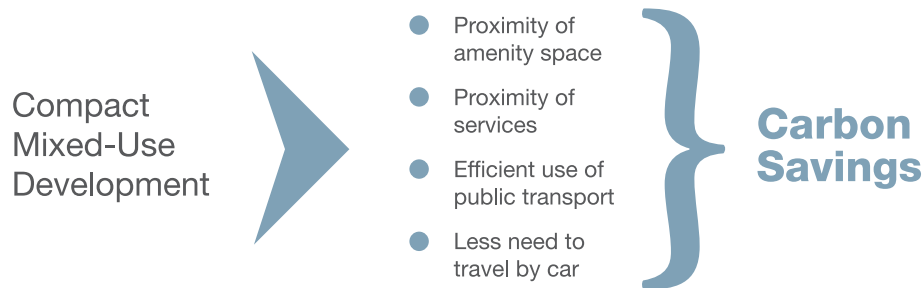 Compact
Mixed-Use
Development
Proximity of
amenity space
Proximity of
services
Efficient use of
public transport
Less need to
travel by car
Carbon
Savings